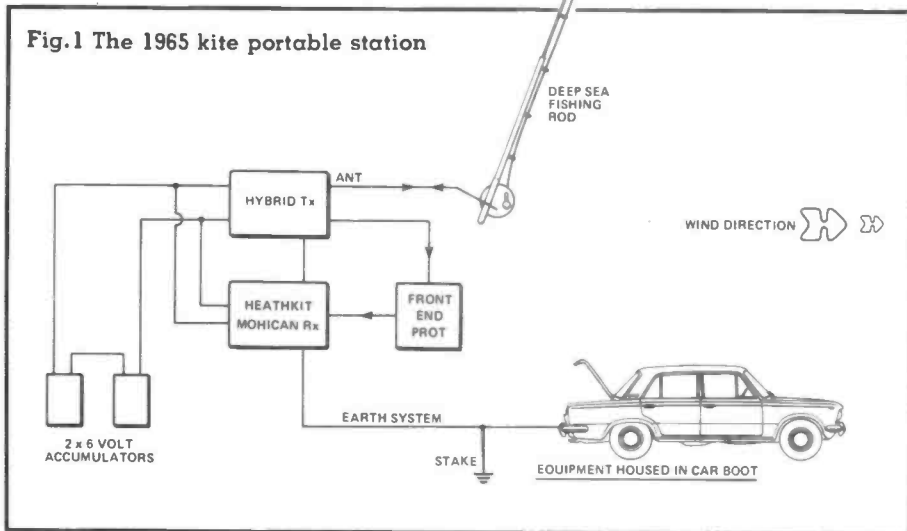 Fig.1 The 1965 kite portable station
DEEP SEA
FISHING
ROD
ANT
HYBRID Tx
WIND DIRECTION
HEATHKIT
MOHICAN Rx
FRONT
END
PROT
2 x 6 VOLT
ACCUMULATORS
EARTH SYSTEM
STAKE
EQUIPMENT HOUSED IN CAR BOOT